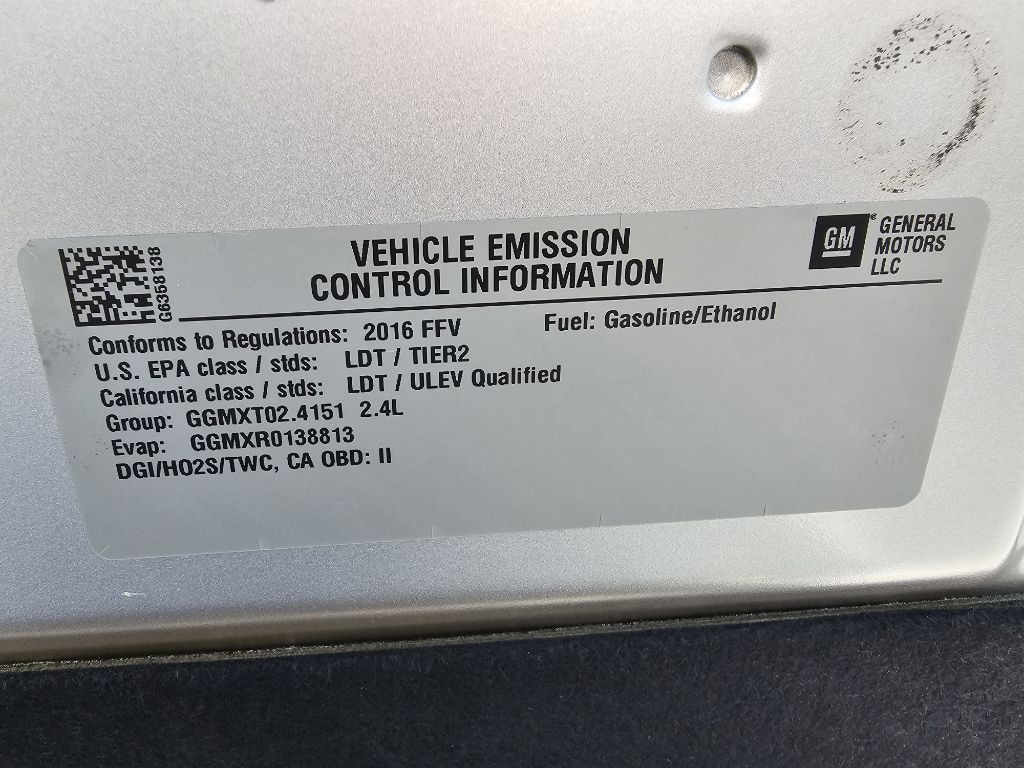 VEHICLE EMISSION
CONTROL INFORMATION
G6368138
GM® GENERAL
MOTORS
LLC
Conforms to Regulations: 2016 FFV Fuel: Gasoline/Ethanol
U.S. EPA class / stds: LDT / TIER2
California class / stds: LDT / ULEV Qualified
Group: GGMXT02.4151 2.4L
Evap: GGMXR0138813
DGI/HO2S/TWC, CA OBD: II